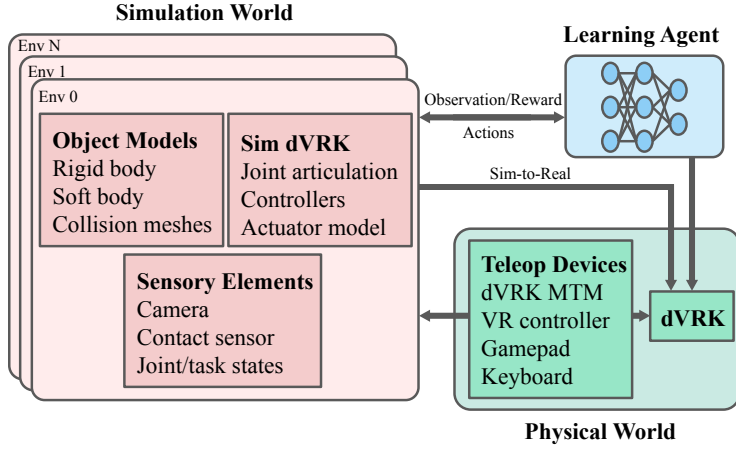 Simulation World
Env N
Env 1
Env 0
Object Models
Rigid body
Soft body
Collision meshes
Sim dVRK
Joint articulation
Controllers
Actuator model
Sensory Elements
Camera
Contact sensor
Joint/task states
Learning Agent
Observation/Reward
Actions
Sim-to-Real
Teleop Devices
dVRK MTM
VR controller
Gamepad
Keyboard
dVRK
Physical World